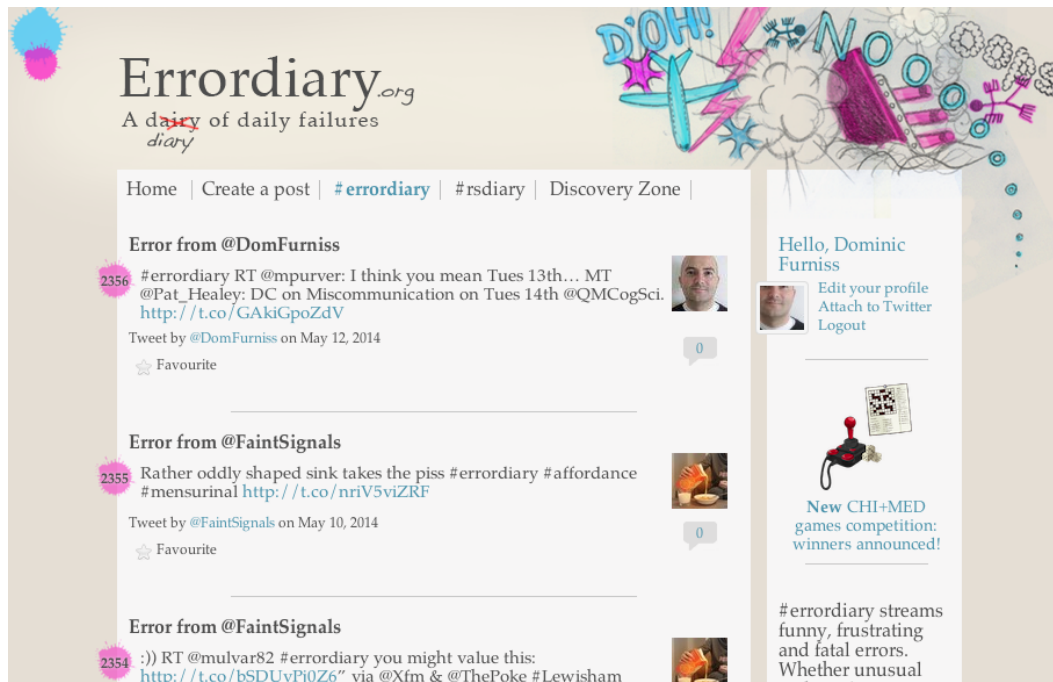 D'OH!
NOOOOO
Errordiary.org
A dairy of daily failures
diary
Home | Create a post | #errordiary | #rsdiary | Discovery Zone |
Error from @DomFurniss
2356
#errordiary RT @mpurver: I think you mean Tues 13th… MT
@Pat_Healey: DC on Miscommunication on Tues 14th @QMCogSci.
http://t.co/GAkiGpoZdV
Tweet by @DomFurniss on May 12, 2014
0
Favourite
Error from @FaintSignals
2355
Rather oddly shaped sink takes the piss #errordiary #affordance
#mensurinal http://t.co/nriV5viZRF
Tweet by @FaintSignals on May 10, 2014
0
Favourite
Error from @FaintSignals
2354
:)) RT @mulvar82 #errordiary you might value this:
http://t.co/bSDUyPj0Z6” via @Xfm & @ThePoke #Lewisham
Hello, Dominic
Furniss
Edit your profile
Attach to Twitter
Logout
New CHI+MED
games competition:
winners announced!
#errordiary streams
funny, frustrating
and fatal errors.
Whether unusual